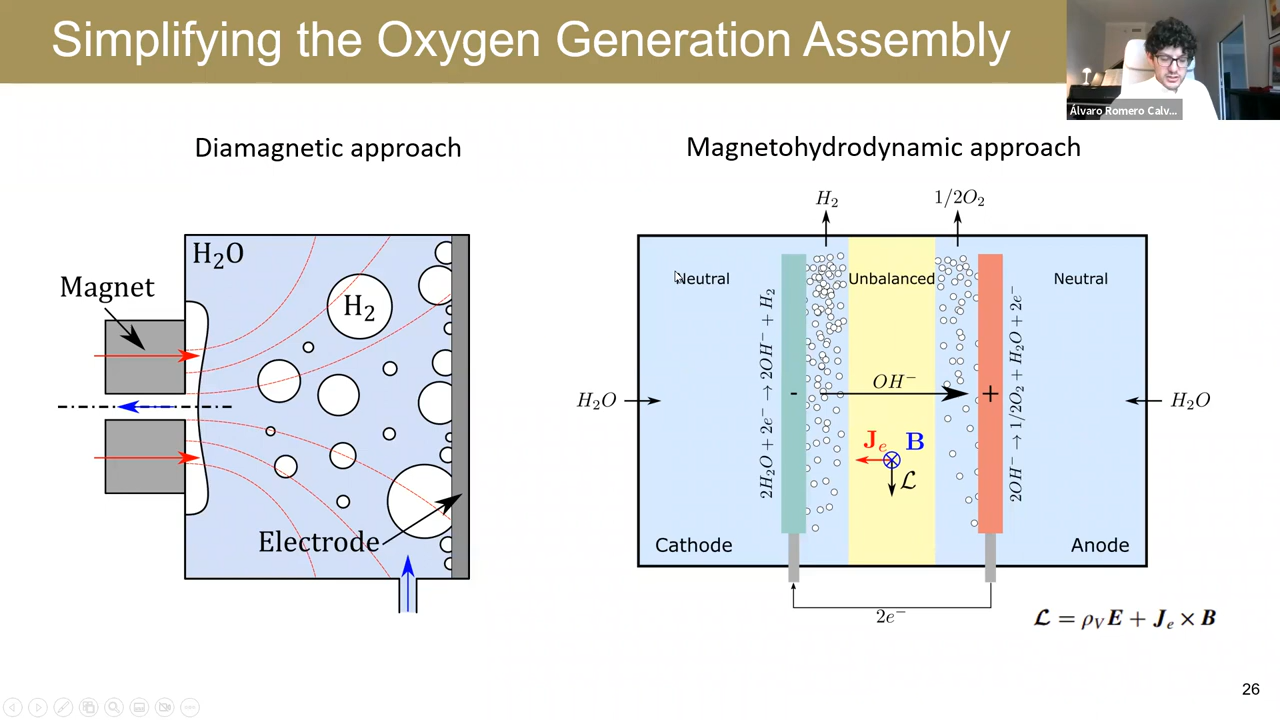 Simplifying the Oxygen Generation Assembly
Álvaro Romero Calv...
Diamagnetic approach
Magnetohydrodynamic approach
H₂O
Magnet
H₂
Electrode
H₂
1/2O₂
Neutral
Unbalanced
Neutral
2H₂O + 2e⁻ → 2OH⁻ + H₂
2OH⁻ → 1/2O₂ + H₂O + 2e⁻
OH⁻
-
+
H₂O
H₂O
Jₑ
B
ℒ
Cathode
Anode
2e⁻
ℒ = ρ_V E + Jₑ × B
26